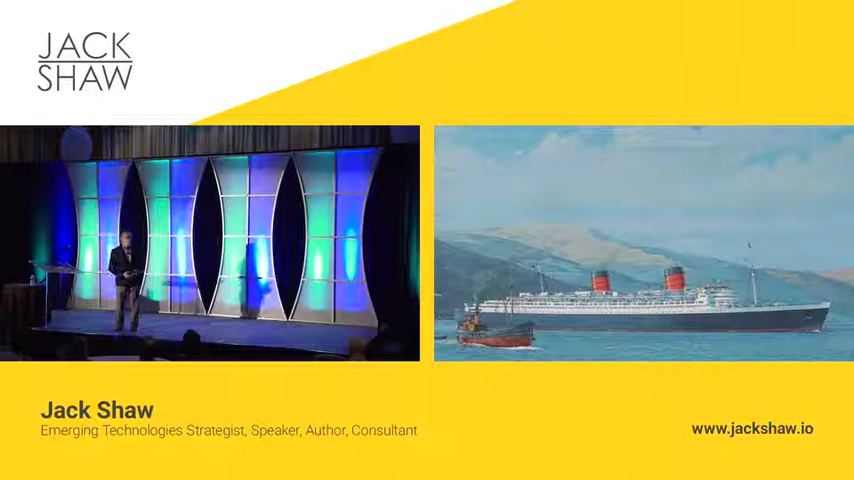 JACK
SHAW
Jack Shaw
Emerging Technologies Strategist, Speaker, Author, Consultant
www.jackshaw.io